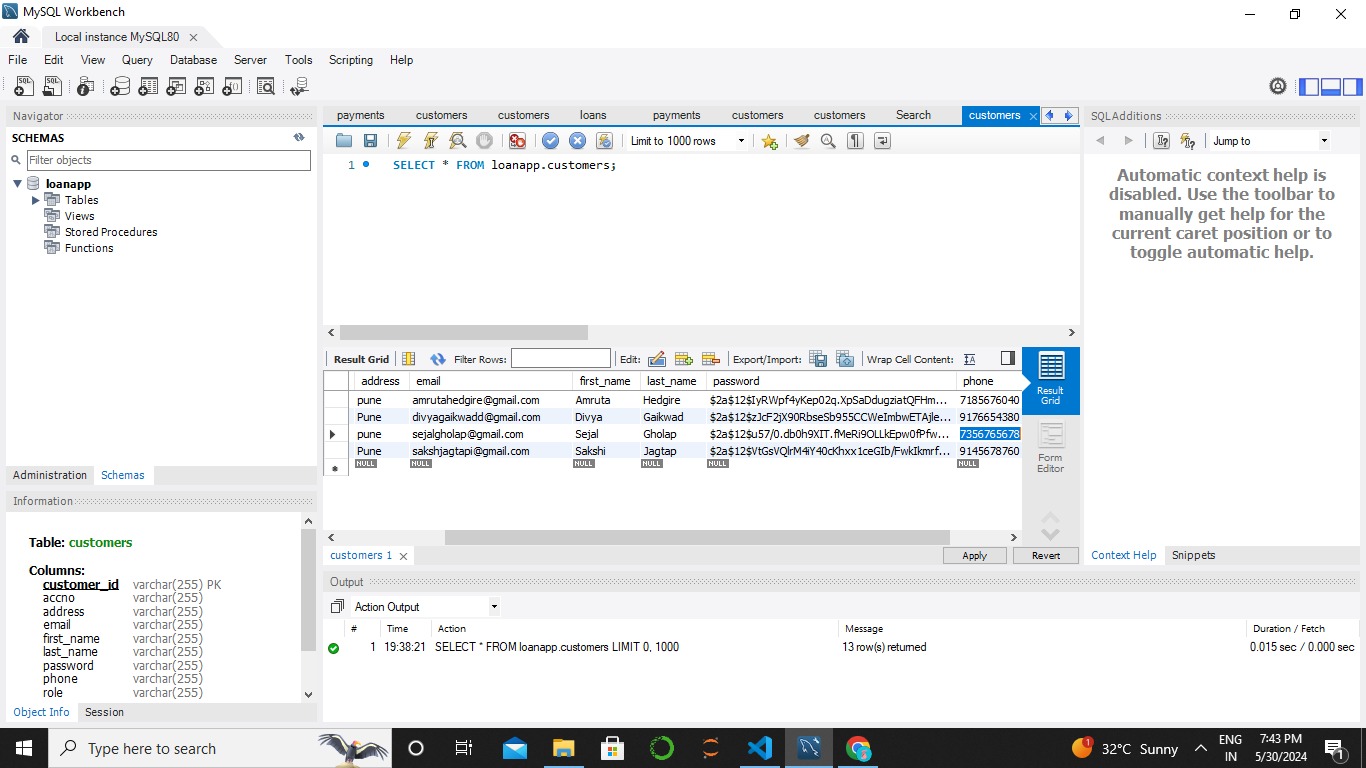 MySQL Workbench
Local instance MySQL80
File Edit View Query Database Server Tools Scripting Help
Navigator
SCHEMAS
Filter objects
loanapp
Tables
Views
Stored Procedures
Functions
Administration Schemas
Information
Table: customers
Columns:
customer_id varchar(255) PK
accno varchar(255)
address varchar(255)
email varchar(255)
first_name varchar(255)
last_name varchar(255)
password varchar(255)
phone varchar(255)
role varchar(255)
Object Info Session
payments customers customers loans payments customers customers Search customers
Limit to 1000 rows
1 SELECT * FROM loanapp.customers;
Result Grid Filter Rows: Edit: Export/Import: Wrap Cell Content:
address email first_name last_name password phone
pune amrutahedgire@gmail.com Amruta Hedgire $2a$12$IyRWpf4yKep02q.XpSaDdugziatQFHm... 7185676040
Pune divyagaikwadd@gmail.com Divya Gaikwad $2a$12$zJcF2jX90RbseSb955CCWeImbwETAjle... 9176654380
pune sejalgholap@gmail.com Sejal Gholap $2a$12$u57/0.db0h9XIT.fMeRi9OLLkEpw0fPfw... 7356765678
Pune sakshjagtapi@gmail.com Sakshi Jagtap $2a$12$VtGsVQlrM4iY40cKhxx1ceGIb/FwkIkmrf... 9145678760
NULL NULL NULL NULL NULL NULL
Result Grid
Form Editor
customers 1 Apply Revert
SQLAdditions
Jump to
Automatic context help is
disabled. Use the toolbar to
manually get help for the
current caret position or to
toggle automatic help.
Context Help Snippets
Output
Action Output
# Time Action Message Duration / Fetch
1 19:38:21 SELECT * FROM loanapp.customers LIMIT 0, 1000 13 row(s) returned 0.015 sec / 0.000 sec
Type here to search
1
32°C Sunny
ENG
IN
7:43 PM
5/30/2024
1